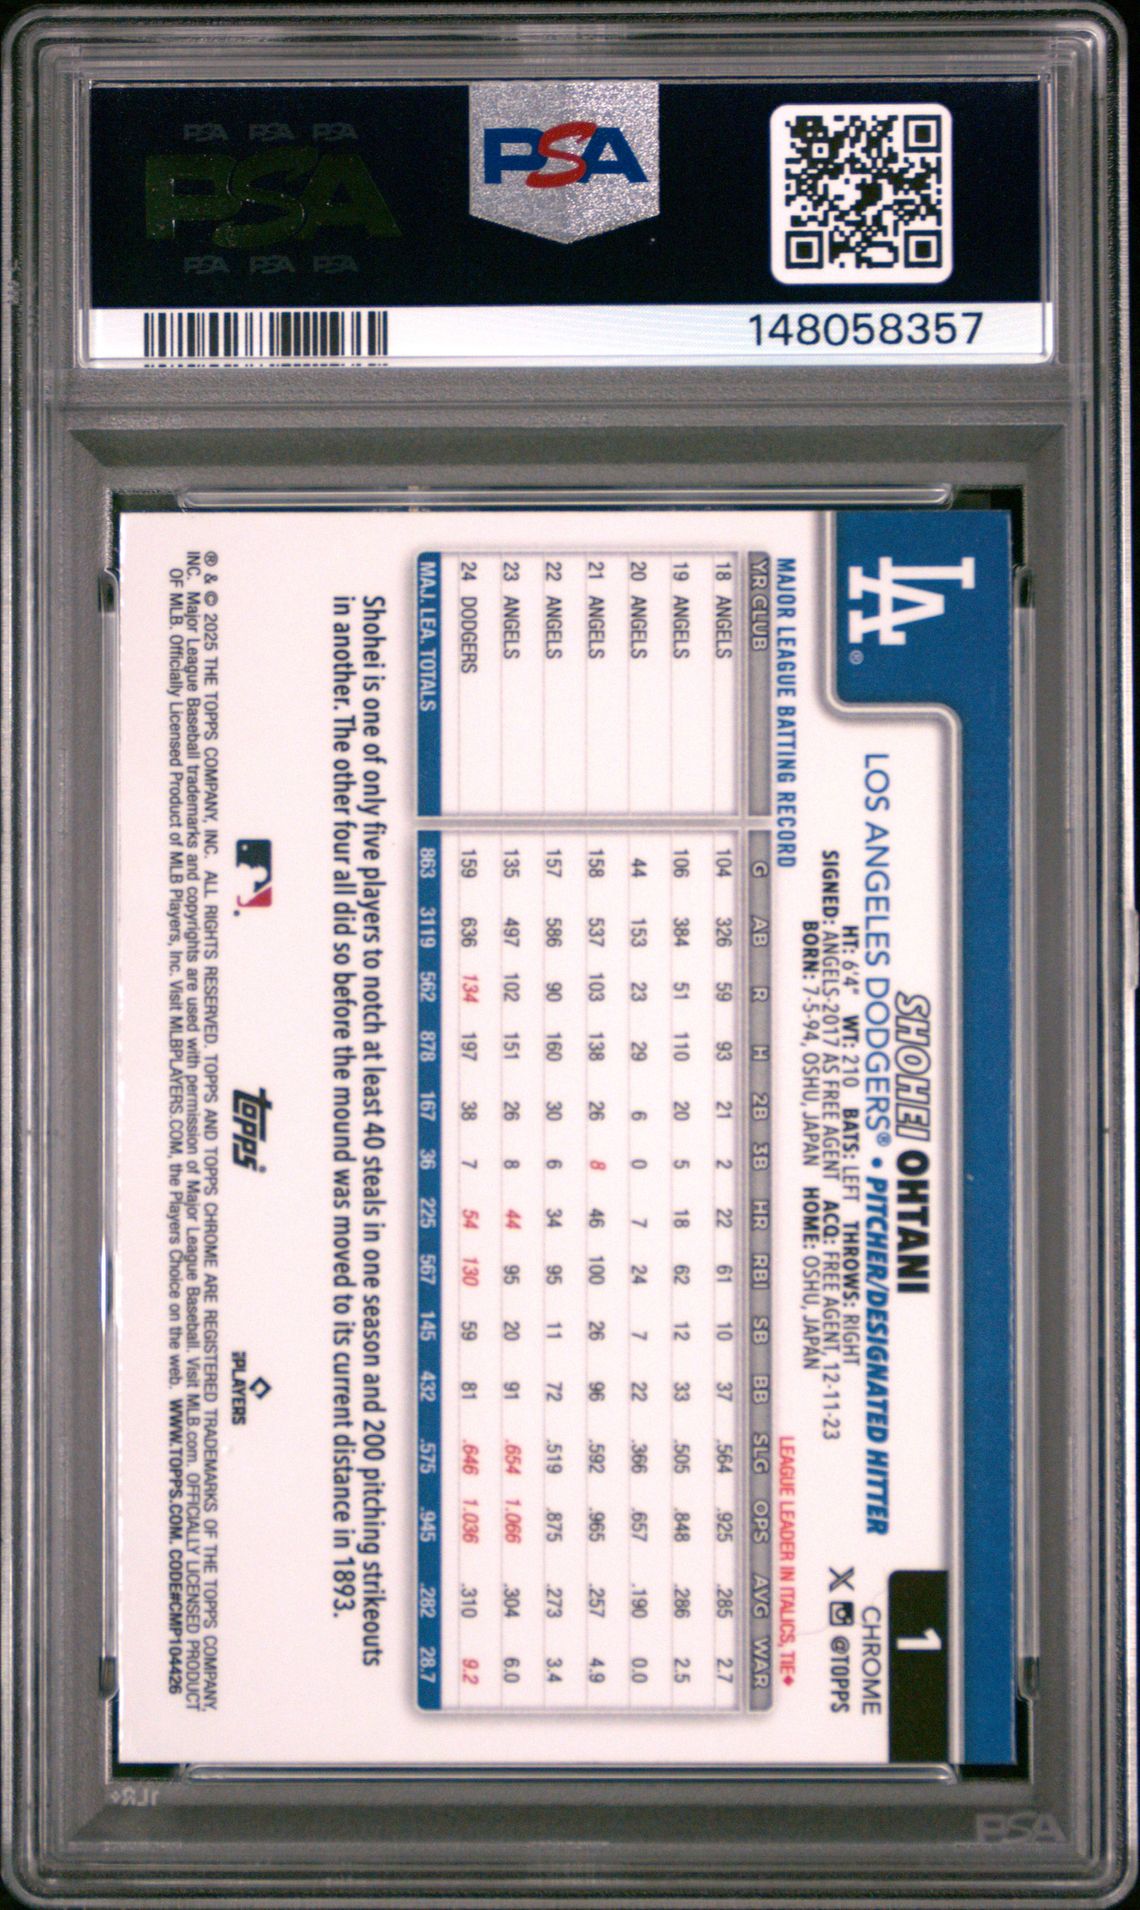 PSA PSA PSA
PSA
PSA PSA PSA
PSA
148058357
LA®
1
SHOHEI OHTANI
CHROME
LOS ANGELES DODGERS® • PITCHER/DESIGNATED HITTER
HT: 6'4" WT: 210 BATS: LEFT THROWS: RIGHT
X @TOPPS
SIGNED: ANGELS-2017 AS FREE AGENT ACQ: FREE AGENT, 12-11-23
BORN: 7-5-94, OSHU, JAPAN HOME: OSHU, JAPAN
MAJOR LEAGUE BATTING RECORD LEAGUE LEADER IN ITALICS, TIE♦
YR CLUB G AB R H 2B 3B HR RBI SB BB SLG OPS AVG WAR
18 ANGELS 104 326 59 93 21 2 22 61 10 37 .564 .925 .285 2.7
19 ANGELS 106 384 51 110 20 5 18 62 12 33 .505 .848 .286 2.5
20 ANGELS 44 153 23 29 6 0 7 24 7 22 .366 .657 .190 0.0
21 ANGELS 158 537 103 138 26 8 46 100 26 96 .592 .965 .257 4.9
22 ANGELS 157 586 90 160 30 6 34 95 11 72 .519 .875 .273 3.4
23 ANGELS 135 497 102 151 26 8 44 95 20 91 .654 1.066 .304 6.0
24 DODGERS 159 636 134 197 38 7 54 130 59 81 .646 1.036 .310 9.2
MAJ. LEA. TOTALS 863 3119 562 878 167 36 225 567 145 432 .575 .945 .282 28.7
Shohei is one of only five players to notch at least 40 steals in one season and 200 pitching strikeouts
in another. The other four all did so before the mound was moved to its current distance in 1893.
topps®
PLAYERS
® & © 2025 THE TOPPS COMPANY, INC. ALL RIGHTS RESERVED. TOPPS AND TOPPS CHROME ARE REGISTERED TRADEMARKS OF THE TOPPS COMPANY,
INC. Major League Baseball trademarks and copyrights are used with permission of Major League Baseball. Visit MLB.com. OFFICIALLY LICENSED PRODUCT
OF MLB. Officially Licensed Product of MLB Players, Inc. Visit MLBPLAYERS.COM, the Players Choice on the web. WWW.TOPPS.COM. CODE#CMP104426
PSA